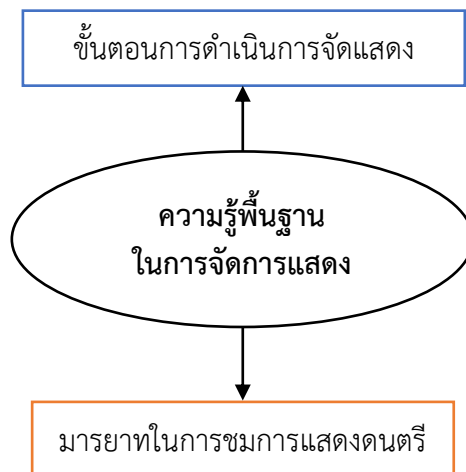 ขั้นตอนการดำเนินการจัดแสดง
ความรู้พื้นฐาน
ในการจัดการแสดง
มารยาทในการชมการแสดงดนตรี